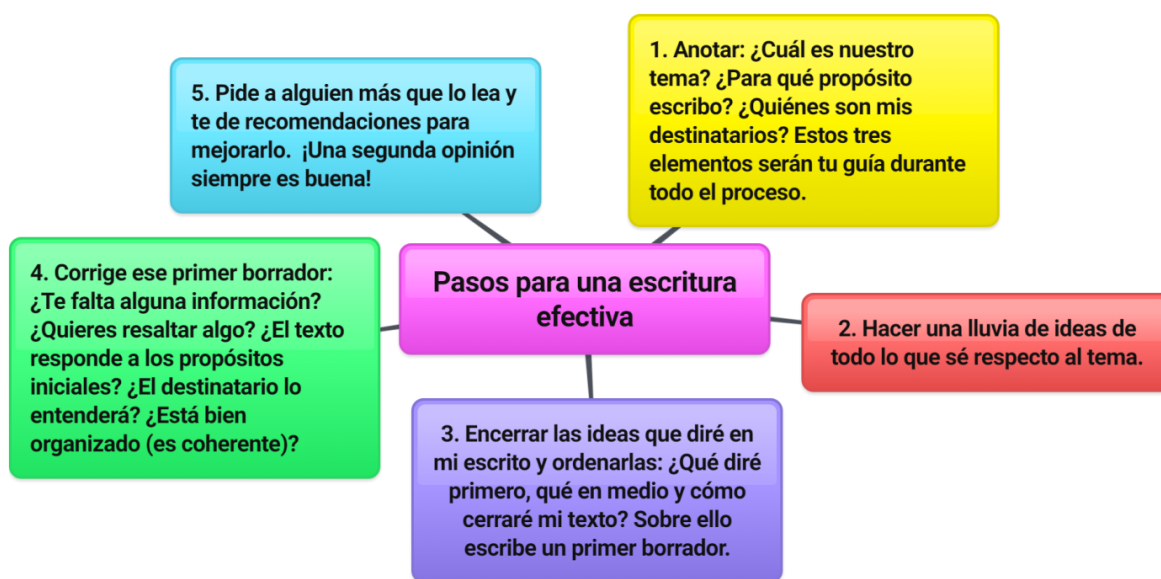 Pasos para una escritura
efectiva
1. Anotar: ¿Cuál es nuestro
tema? ¿Para qué propósito
escribo? ¿Quiénes son mis
destinatarios? Estos tres
elementos serán tu guía durante
todo el proceso.
2. Hacer una lluvia de ideas de
todo lo que sé respecto al tema.
3. Encerrar las ideas que diré en
mi escrito y ordenarlas: ¿Qué diré
primero, qué en medio y cómo
cerraré mi texto? Sobre ello
escribe un primer borrador.
4. Corrige ese primer borrador:
¿Te falta alguna información?
¿Quieres resaltar algo? ¿El texto
responde a los propósitos
iniciales? ¿El destinatario lo
entenderá? ¿Está bien
organizado (es coherente)?
5. Pide a alguien más que lo lea y
te de recomendaciones para
mejorarlo.  ¡Una segunda opinión
siempre es buena!